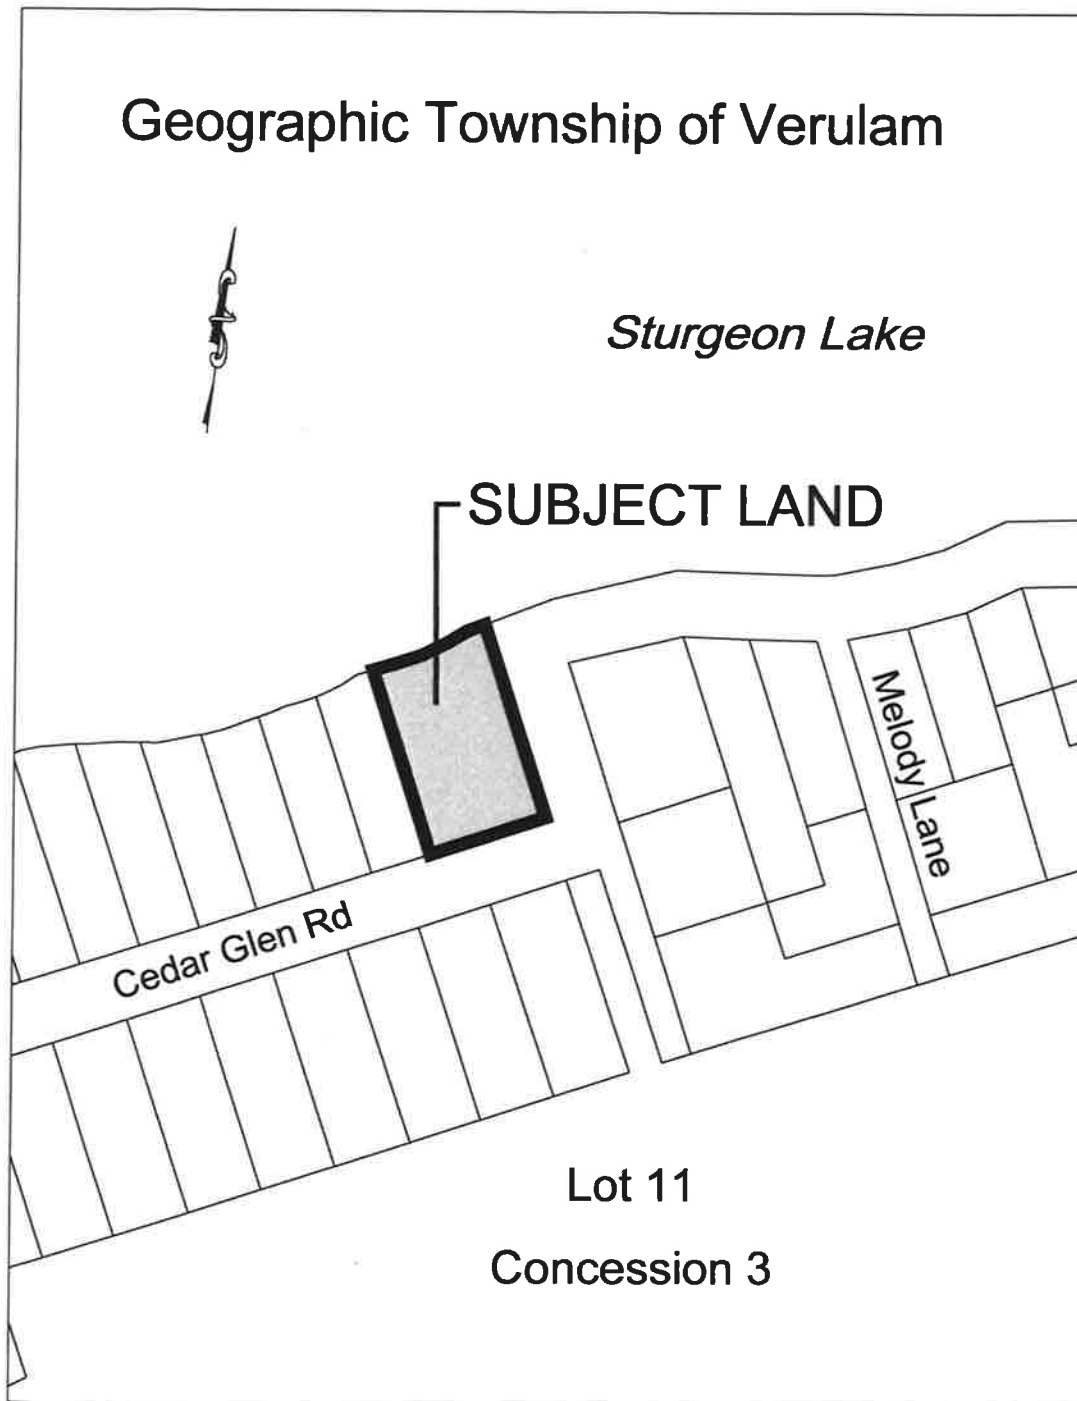 Geographic Township of Verulam
Sturgeon Lake
SUBJECT LAND
Melody Lane
Cedar Glen Rd
Lot 11
Concession 3